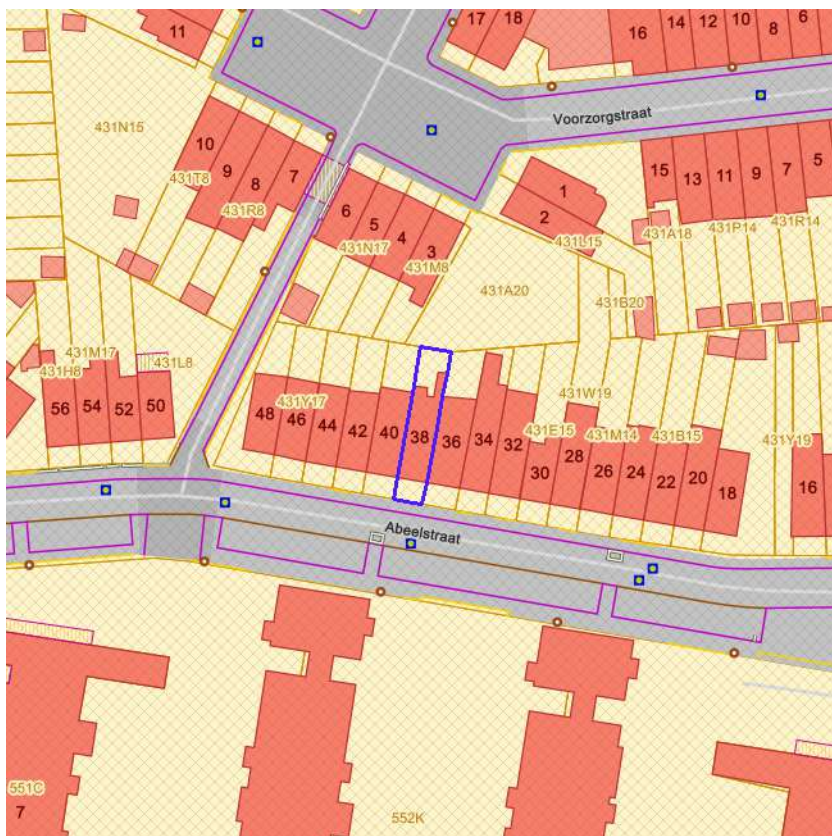 11
17 18
16 14 12 10 8 6
Voorzorgstraat
431N15
10 9 8 7
431T8
431R8
6 5 4 3
431N17
431M8
1
2
431L15
15 13 11 9 7 5
431A18
431P14
431R14
431A20
431B20
431H8
431M17
431L8
56 54 52 50
431Y17
48 46 44 42 40 38 36 34 32 30 28 26 24 22 20 18
431W19
431E15
431M14
431B15
431Y19
16
Abeelstraat
551C
7
552K